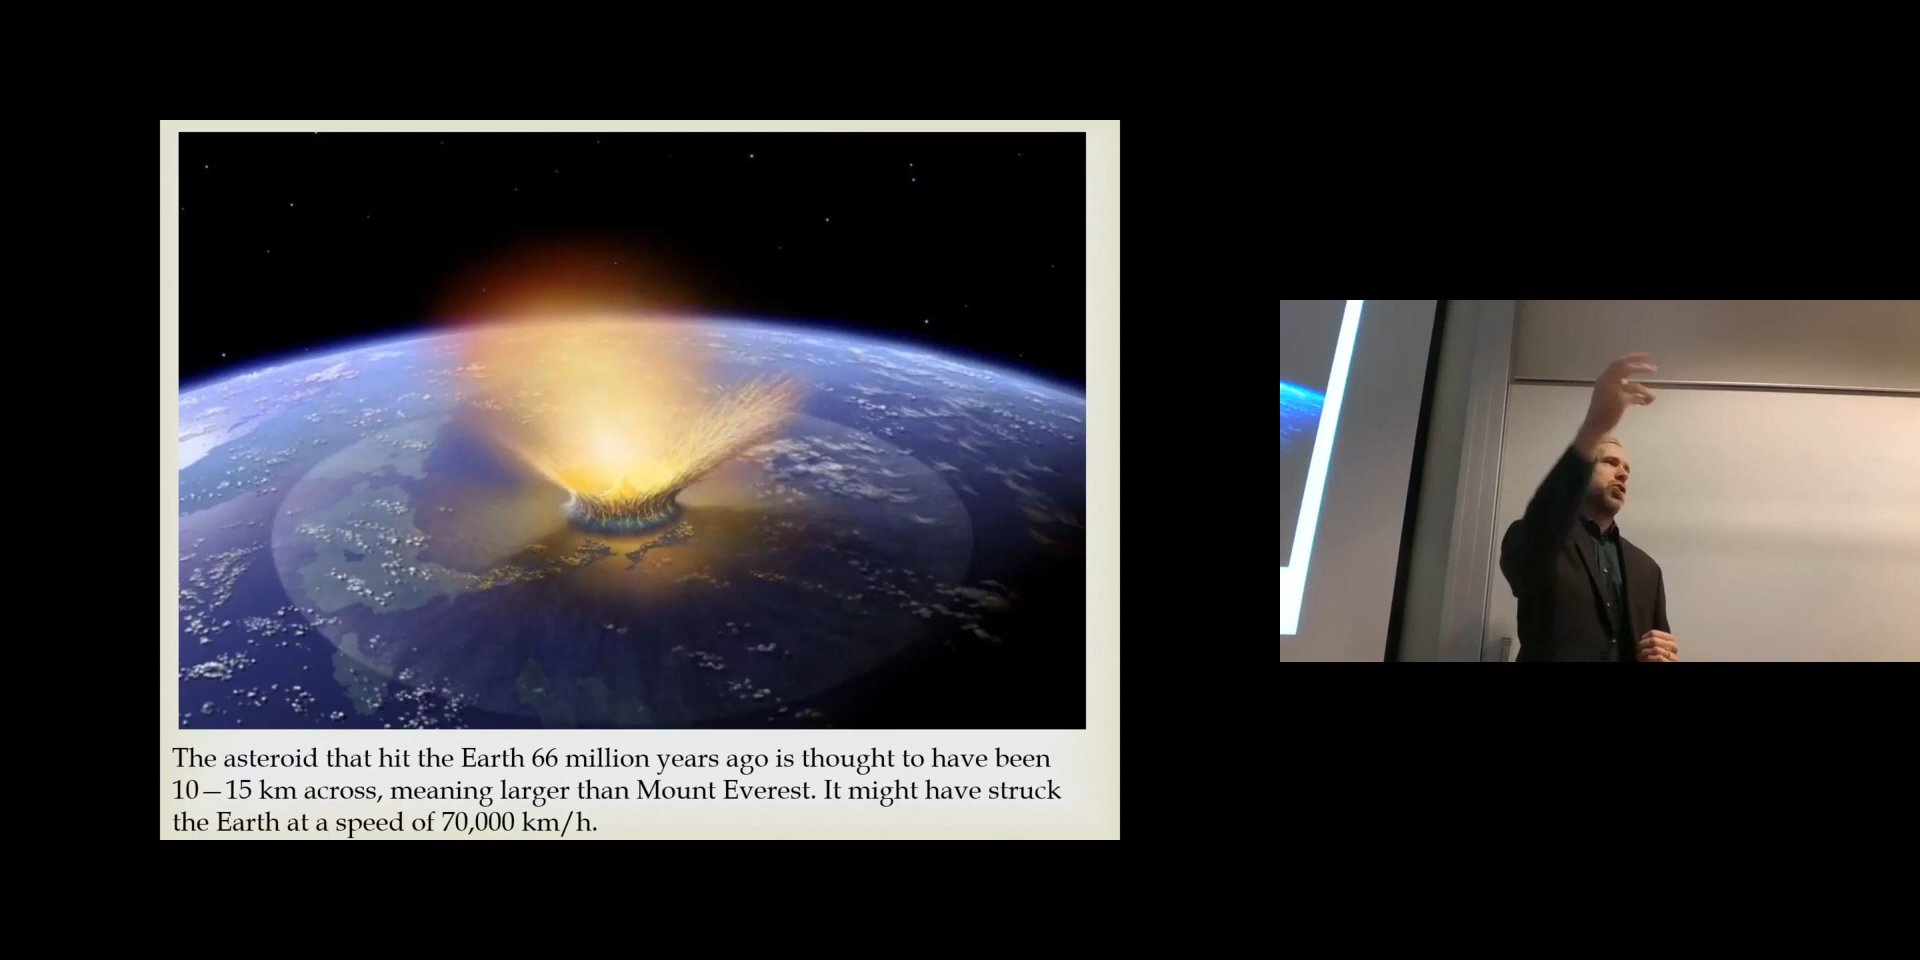 The asteroid that hit the Earth 66 million years ago is thought to have been
10—15 km across, meaning larger than Mount Everest. It might have struck
the Earth at a speed of 70,000 km/h.